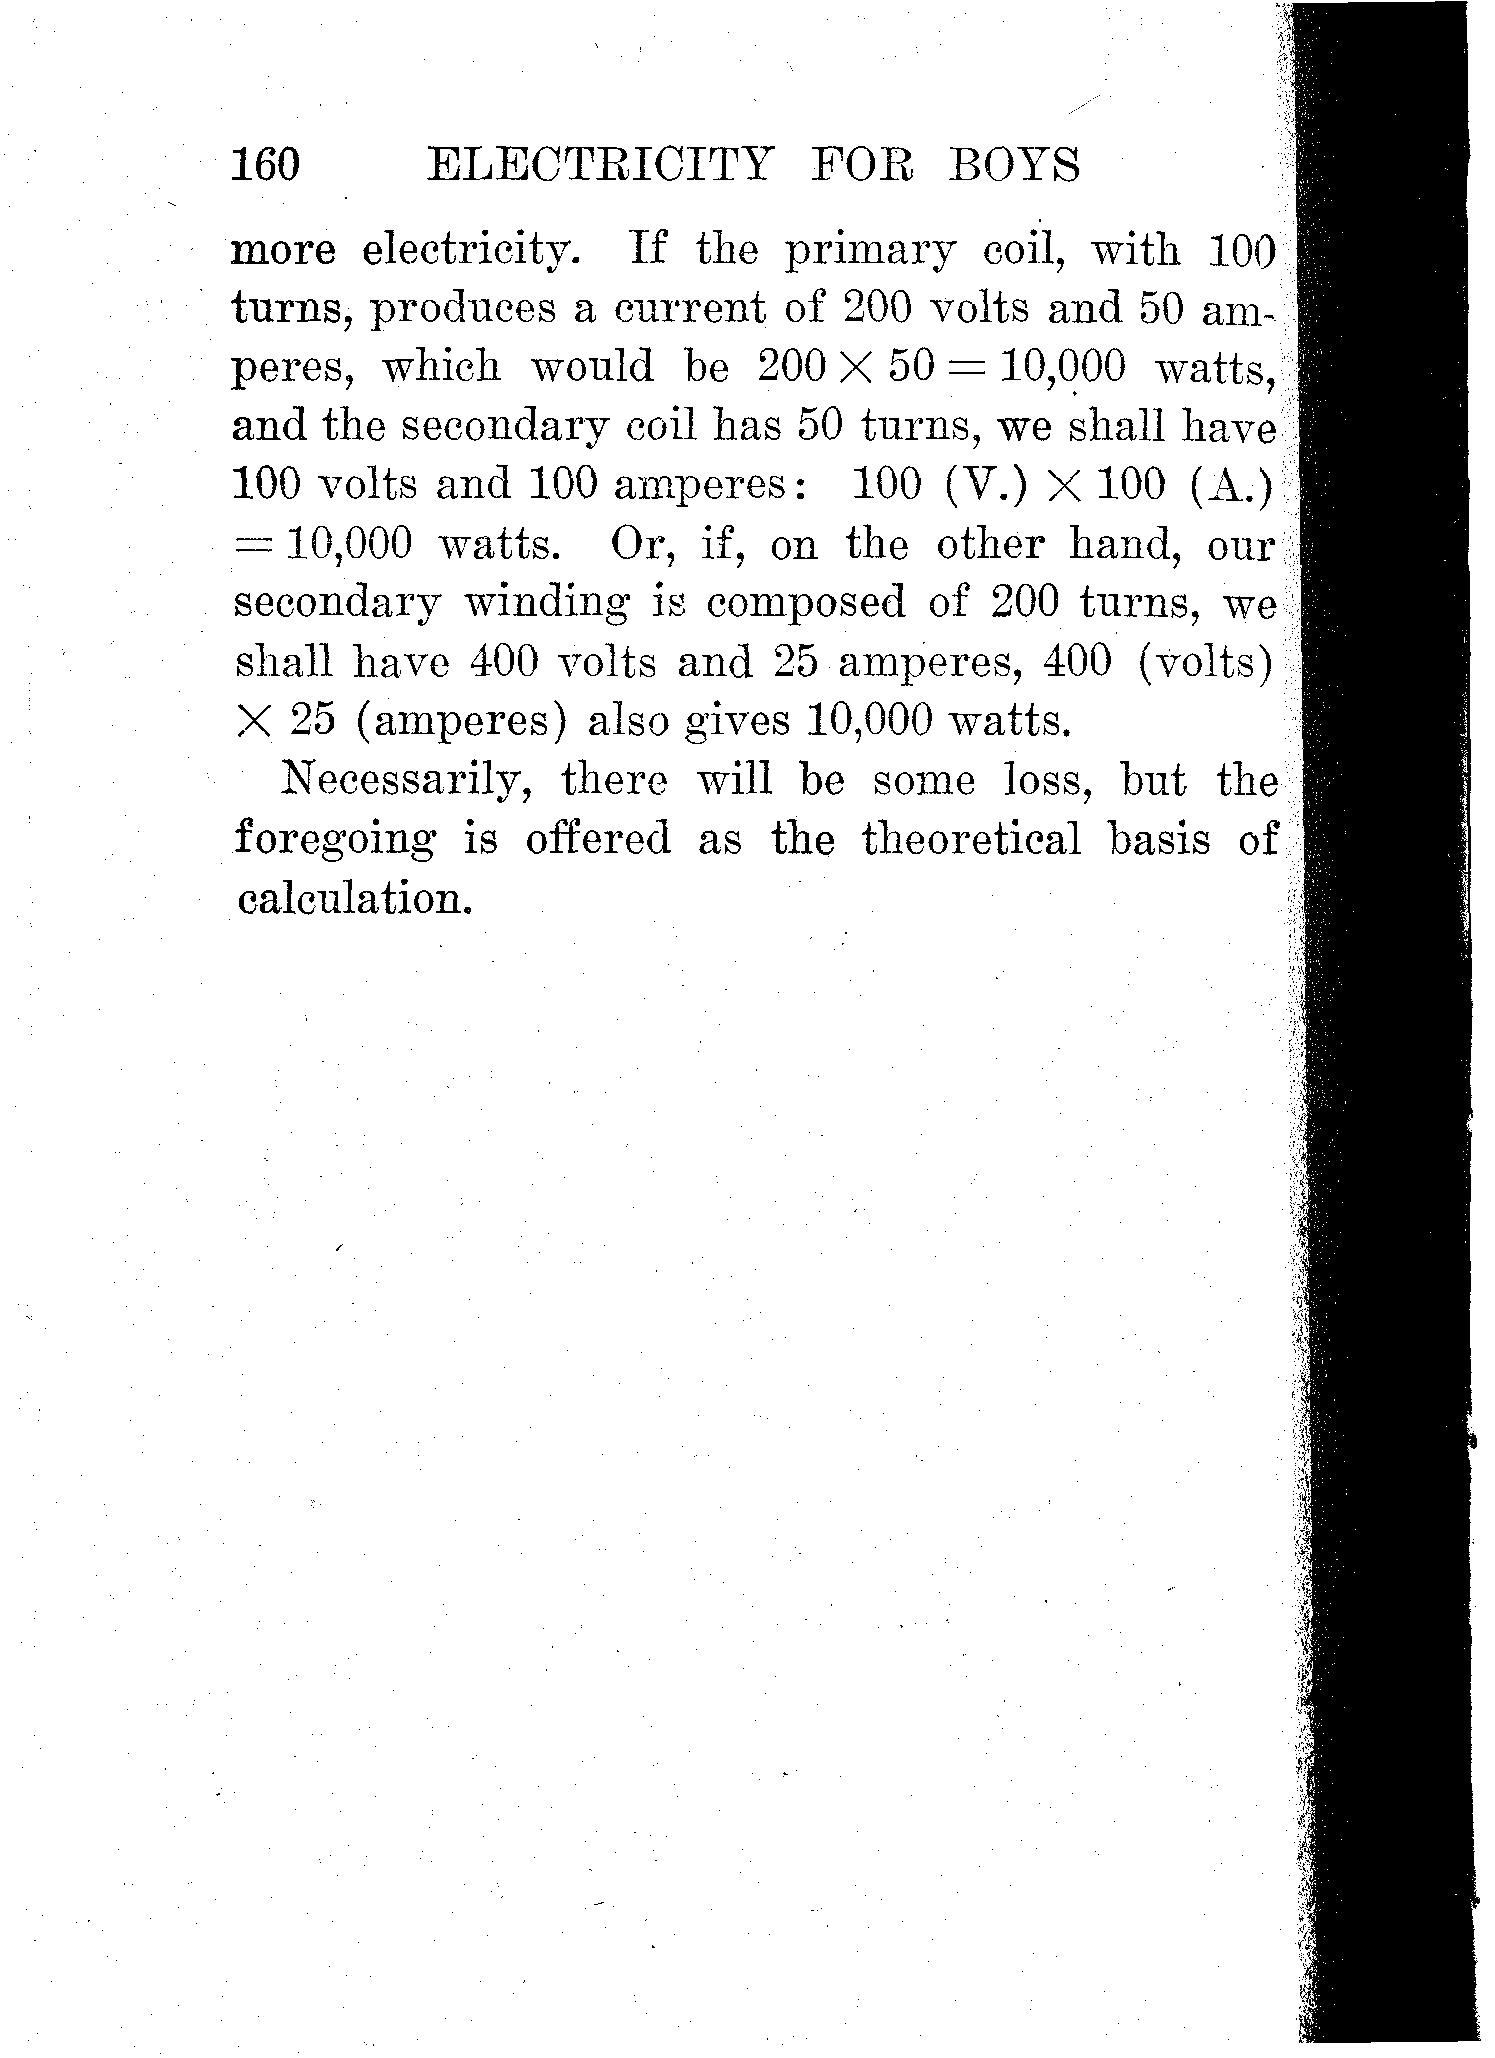 160 ELECTRICITY FOR BOYS
more electricity. If the primary coil, with 100
turns, produces a current of 200 volts and 50 am-
peres, which would be 200 × 50 = 10,000 watts,
and the secondary coil has 50 turns, we shall have
100 volts and 100 amperes: 100 (V.) × 100 (A.)
= 10,000 watts. Or, if, on the other hand, our
secondary winding is composed of 200 turns, we
shall have 400 volts and 25 amperes, 400 (volts)
× 25 (amperes) also gives 10,000 watts.
Necessarily, there will be some loss, but the
foregoing is offered as the theoretical basis of
calculation.